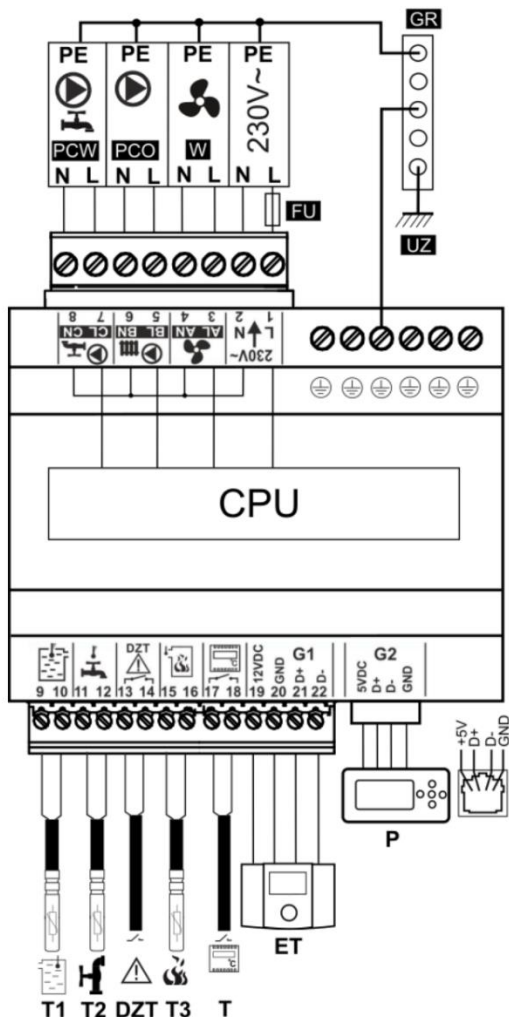 GR
PE PE PE PE
230V~
PCW PCO W
N L N L N L N L
FU
UZ
8 7 6 5 4 3 2 1
CN CL BN BL AN AL N L
230V~
CPU
DZT
12VDC GND D+ D-
G1
5VDC D+ D- GND
G2
9 10 11 12 13 14 15 16 17 18 19 20 21 22
+5V D+ D- GND
P
°C
ET
T1 T2 DZT T3 T